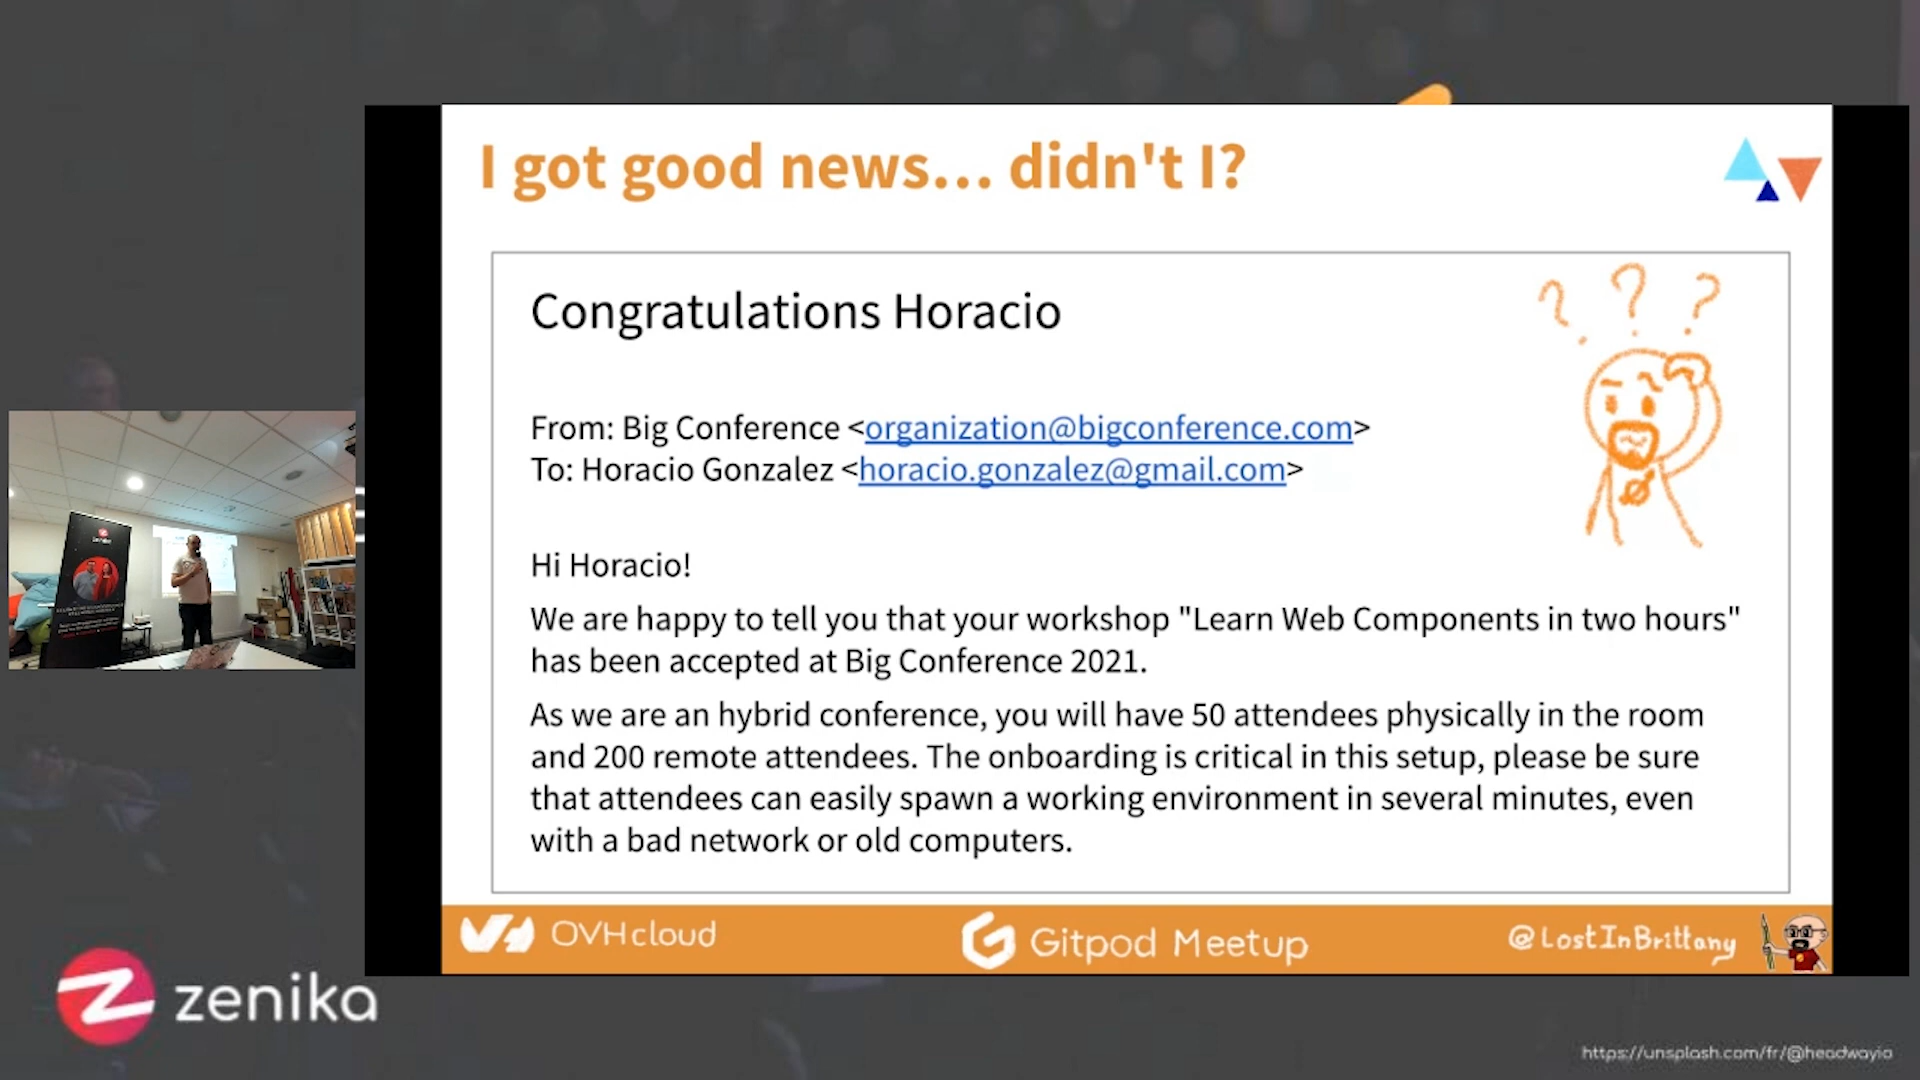 I got good news... didn't I?
Congratulations Horacio
From: Big Conference <organization@bigconference.com>
To: Horacio Gonzalez <horacio.gonzalez@gmail.com>
Hi Horacio!
We are happy to tell you that your workshop "Learn Web Components in two hours"
has been accepted at Big Conference 2021.
As we are an hybrid conference, you will have 50 attendees physically in the room
and 200 remote attendees. The onboarding is critical in this setup, please be sure
that attendees can easily spawn a working environment in several minutes, even
with a bad network or old computers.
OVHcloud
Gitpod Meetup
@LostInBrittany
zenika
zenika
https://unsplash.com/fr/@headwayio